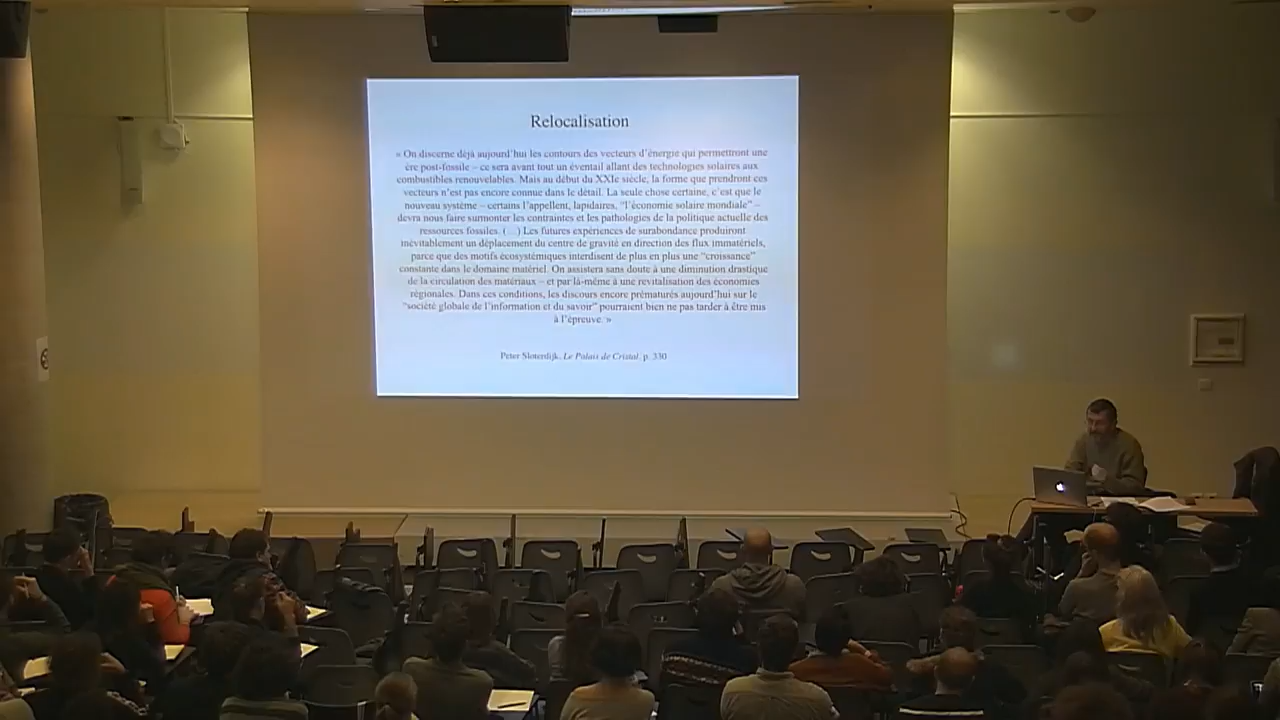 Relocalisation
« On discerne déjà aujourd’hui les contours des vecteurs d’énergie qui permettront une
ère post-fossile – ce sera avant tout un éventail allant des technologies solaires aux
combustibles renouvelables. Mais au début du XXIe siècle, la forme que prendront ces
vecteurs n’est pas encore connue dans le détail. La seule chose certaine, c’est que le
nouveau système – certains l’appellent, lapidaires, “l’économie solaire mondiale” –
devra nous faire surmonter les contraintes et les pathologies de la politique actuelle des
ressources fossiles. (…) Les futures expériences de surabondance produiront
inévitablement un déplacement du centre de gravité en direction des flux immatériels,
parce que des motifs écosystémiques interdisent de plus en plus une “croissance”
constante dans le domaine matériel. On assistera sans doute à une diminution drastique
de la circulation des matériaux – et par là-même à une revitalisation des économies
régionales. Dans ces conditions, les discours encore prématurés aujourd’hui sur le
“société globale de l’information et du savoir” pourraient bien ne pas tarder à être mis
à l’épreuve. »
Peter Sloterdijk, Le Palais de Cristal, p. 330